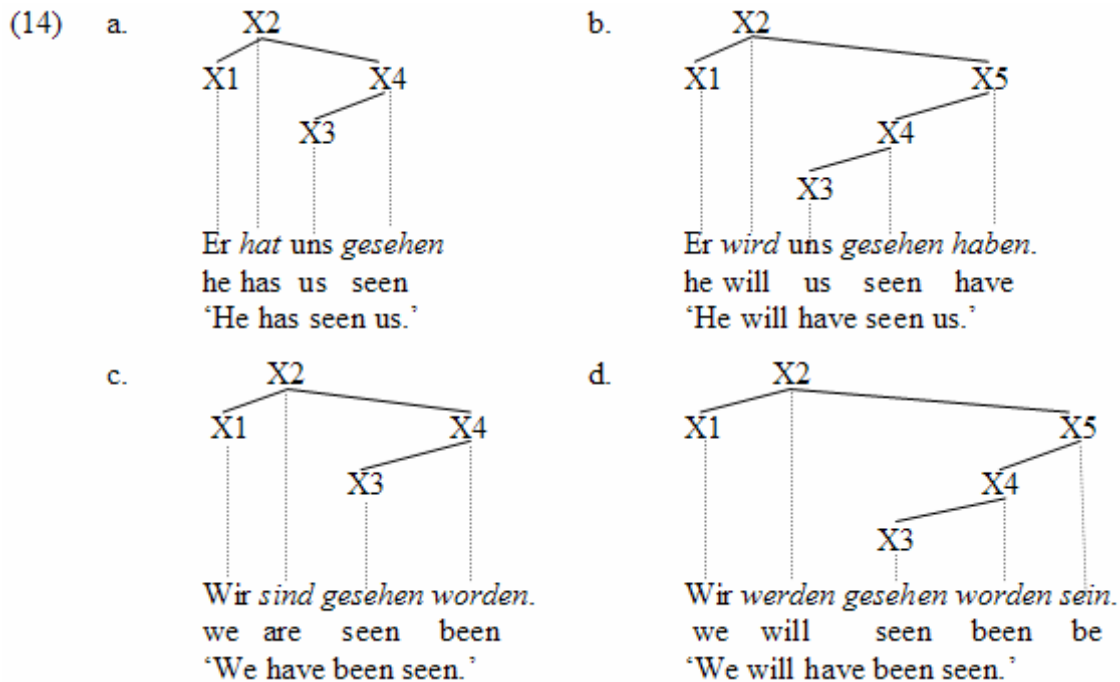 (14) a. X2 b. X2
X1 X4 X1 X5
X3 X4
X3
Er hat uns gesehen Er wird uns gesehen haben.
he has us seen he will us seen have
‘He has seen us.’ ‘He will have seen us.’
c. X2 d. X2
X1 X4 X1 X5
X3 X4
X3
Wir sind gesehen worden. Wir werden gesehen worden sein.
we are seen been we will seen been be
‘We have been seen.’ ‘We will have been seen.’